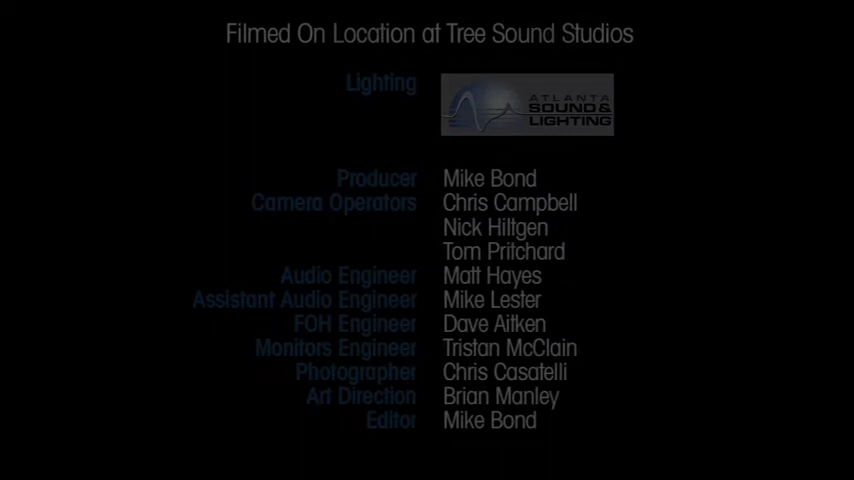 Filmed On Location at Tree Sound Studios
Lighting
ATLANTA
SOUND &
LIGHTING
Producer Mike Bond
Camera Operators Chris Campbell
Nick Hiltgen
Tom Pritchard
Audio Engineer Matt Hayes
Assistant Audio Engineer Mike Lester
FOH Engineer Dave Aitken
Monitors Engineer Tristan McClain
Photographer Chris Casatelli
Art Direction Brian Manley
Editor Mike Bond